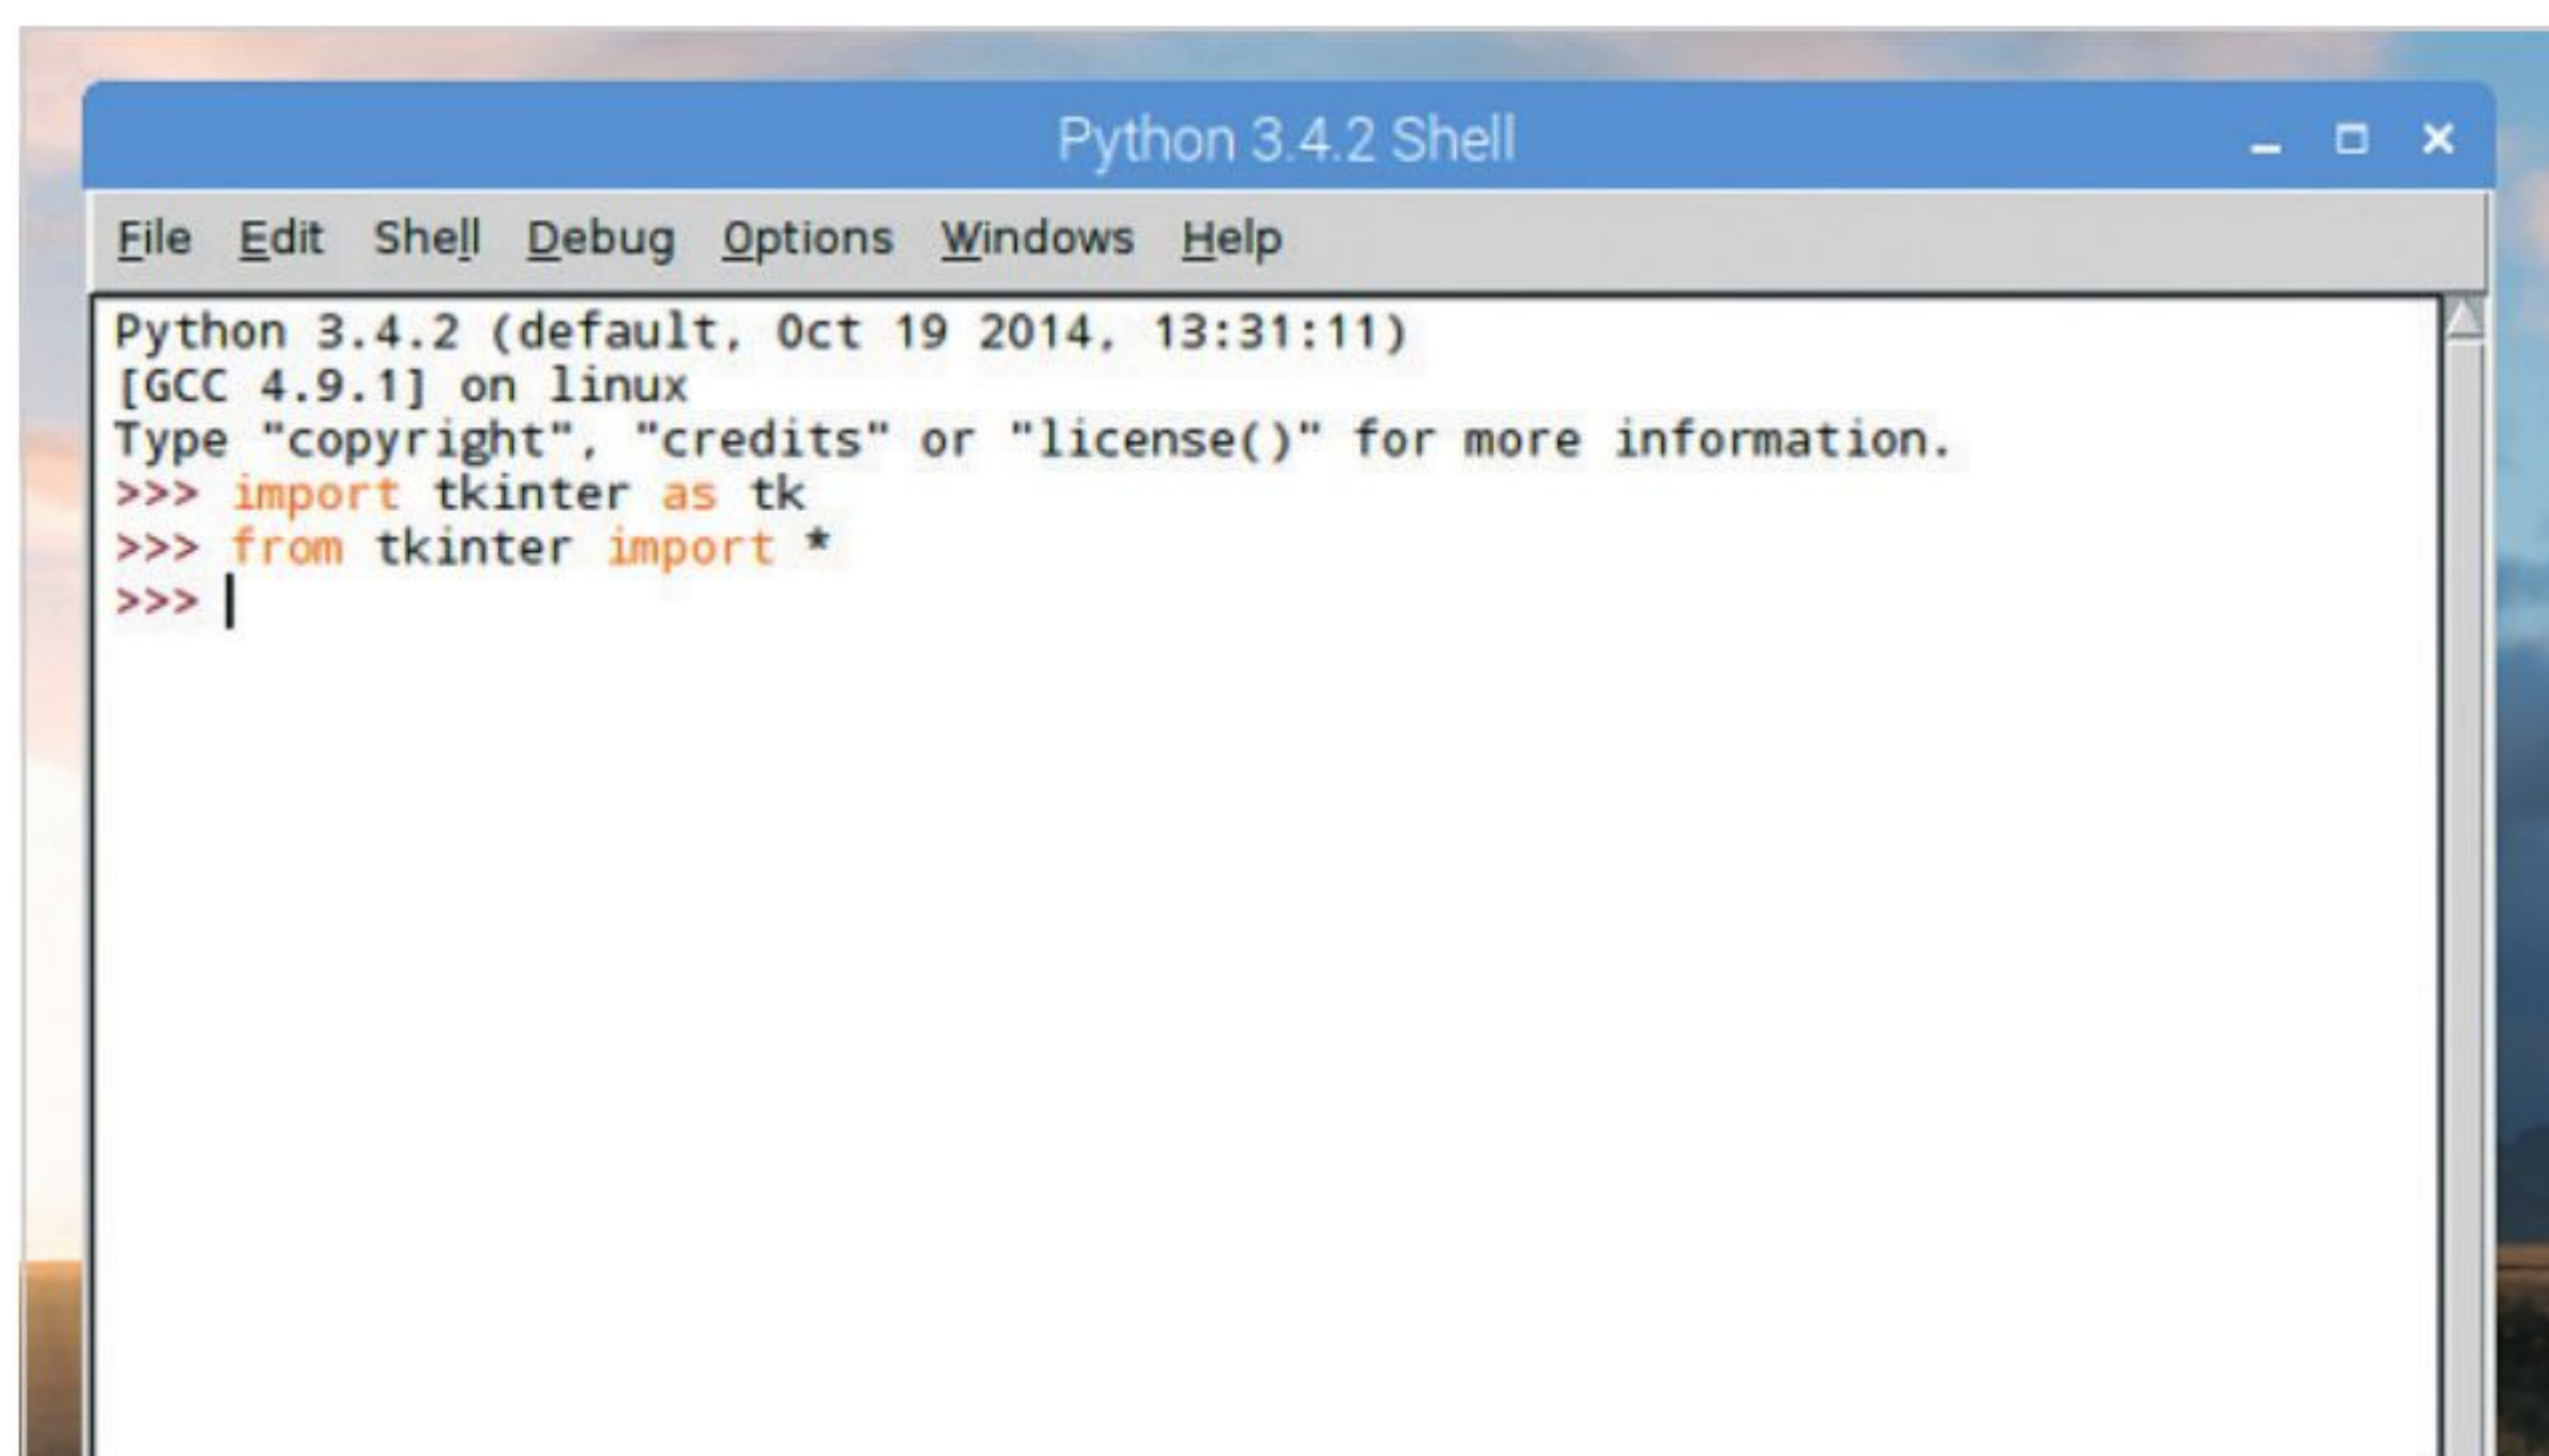 Python 3.4.2 Shell
File Edit Shell Debug Options Windows Help
Python 3.4.2 (default, Oct 19 2014, 13:31:11)
[GCC 4.9.1] on linux
Type "copyright", "credits" or "license()" for more information.
>>> import tkinter as tk
>>> from tkinter import *
>>>